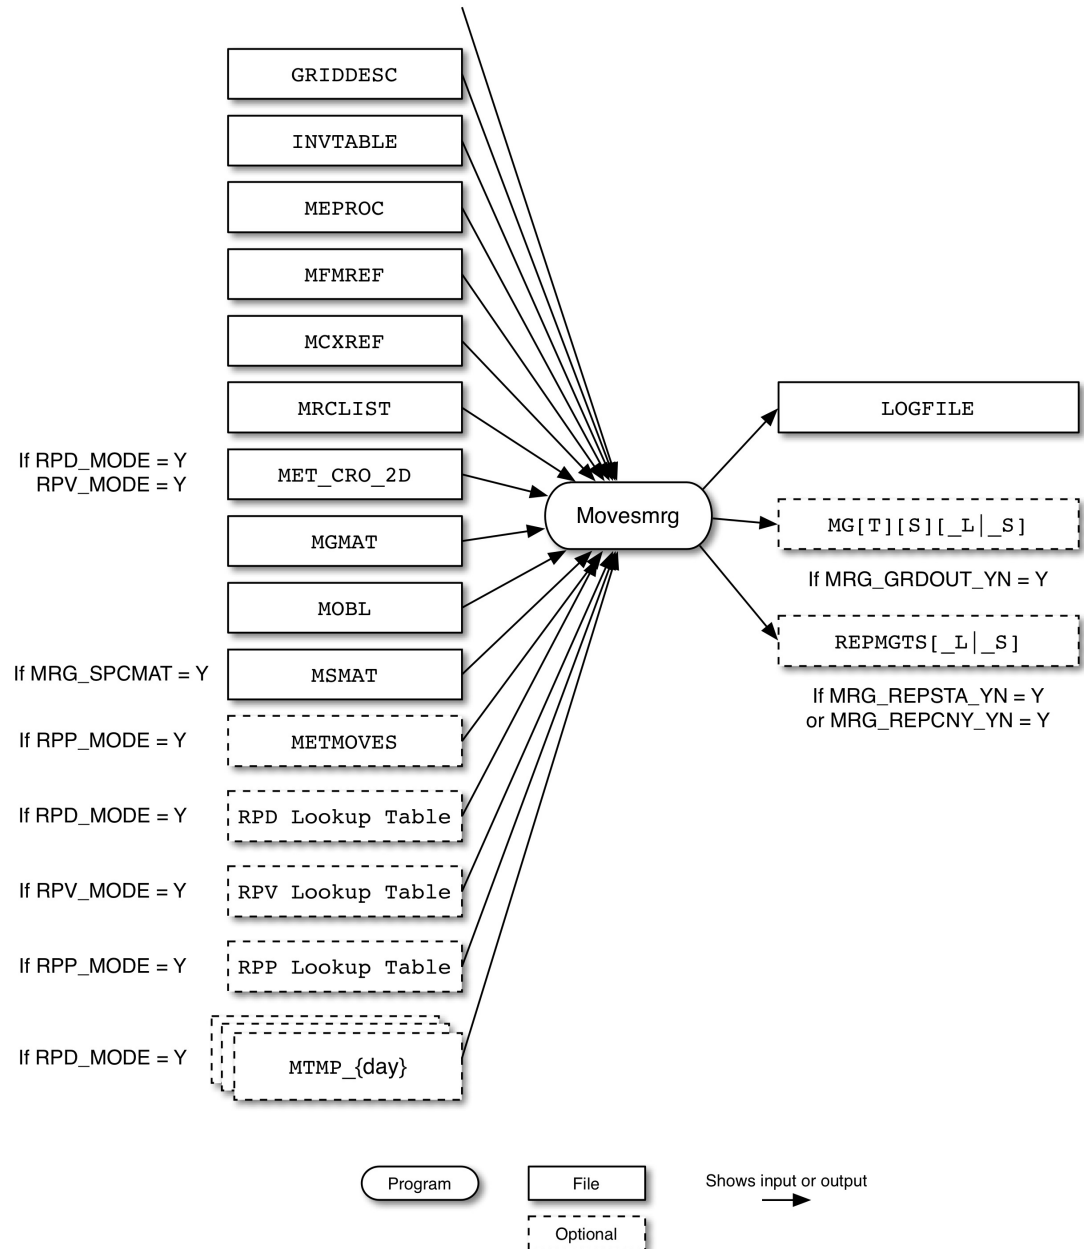 GRIDDESC
INVTABLE
MEPROC
MFMREF
MCXREF
MRCLIST
If RPD_MODE = Y
RPV_MODE = Y
MET_CRO_2D
MGMAT
MOBL
If MRG_SPCMAT = Y
MSMAT
If RPP_MODE = Y
METMOVES
If RPD_MODE = Y
RPD Lookup Table
If RPV_MODE = Y
RPV Lookup Table
If RPP_MODE = Y
RPP Lookup Table
If RPD_MODE = Y
MTMP_{day}
Movesmrg
LOGFILE
MG[T][S][_L|_S]
If MRG_GRDOUT_YN = Y
REPMGTS[_L|_S]
If MRG_REPSTA_YN = Y
or MRG_REPCNY_YN = Y
Program
File
Shows input or output
Optional